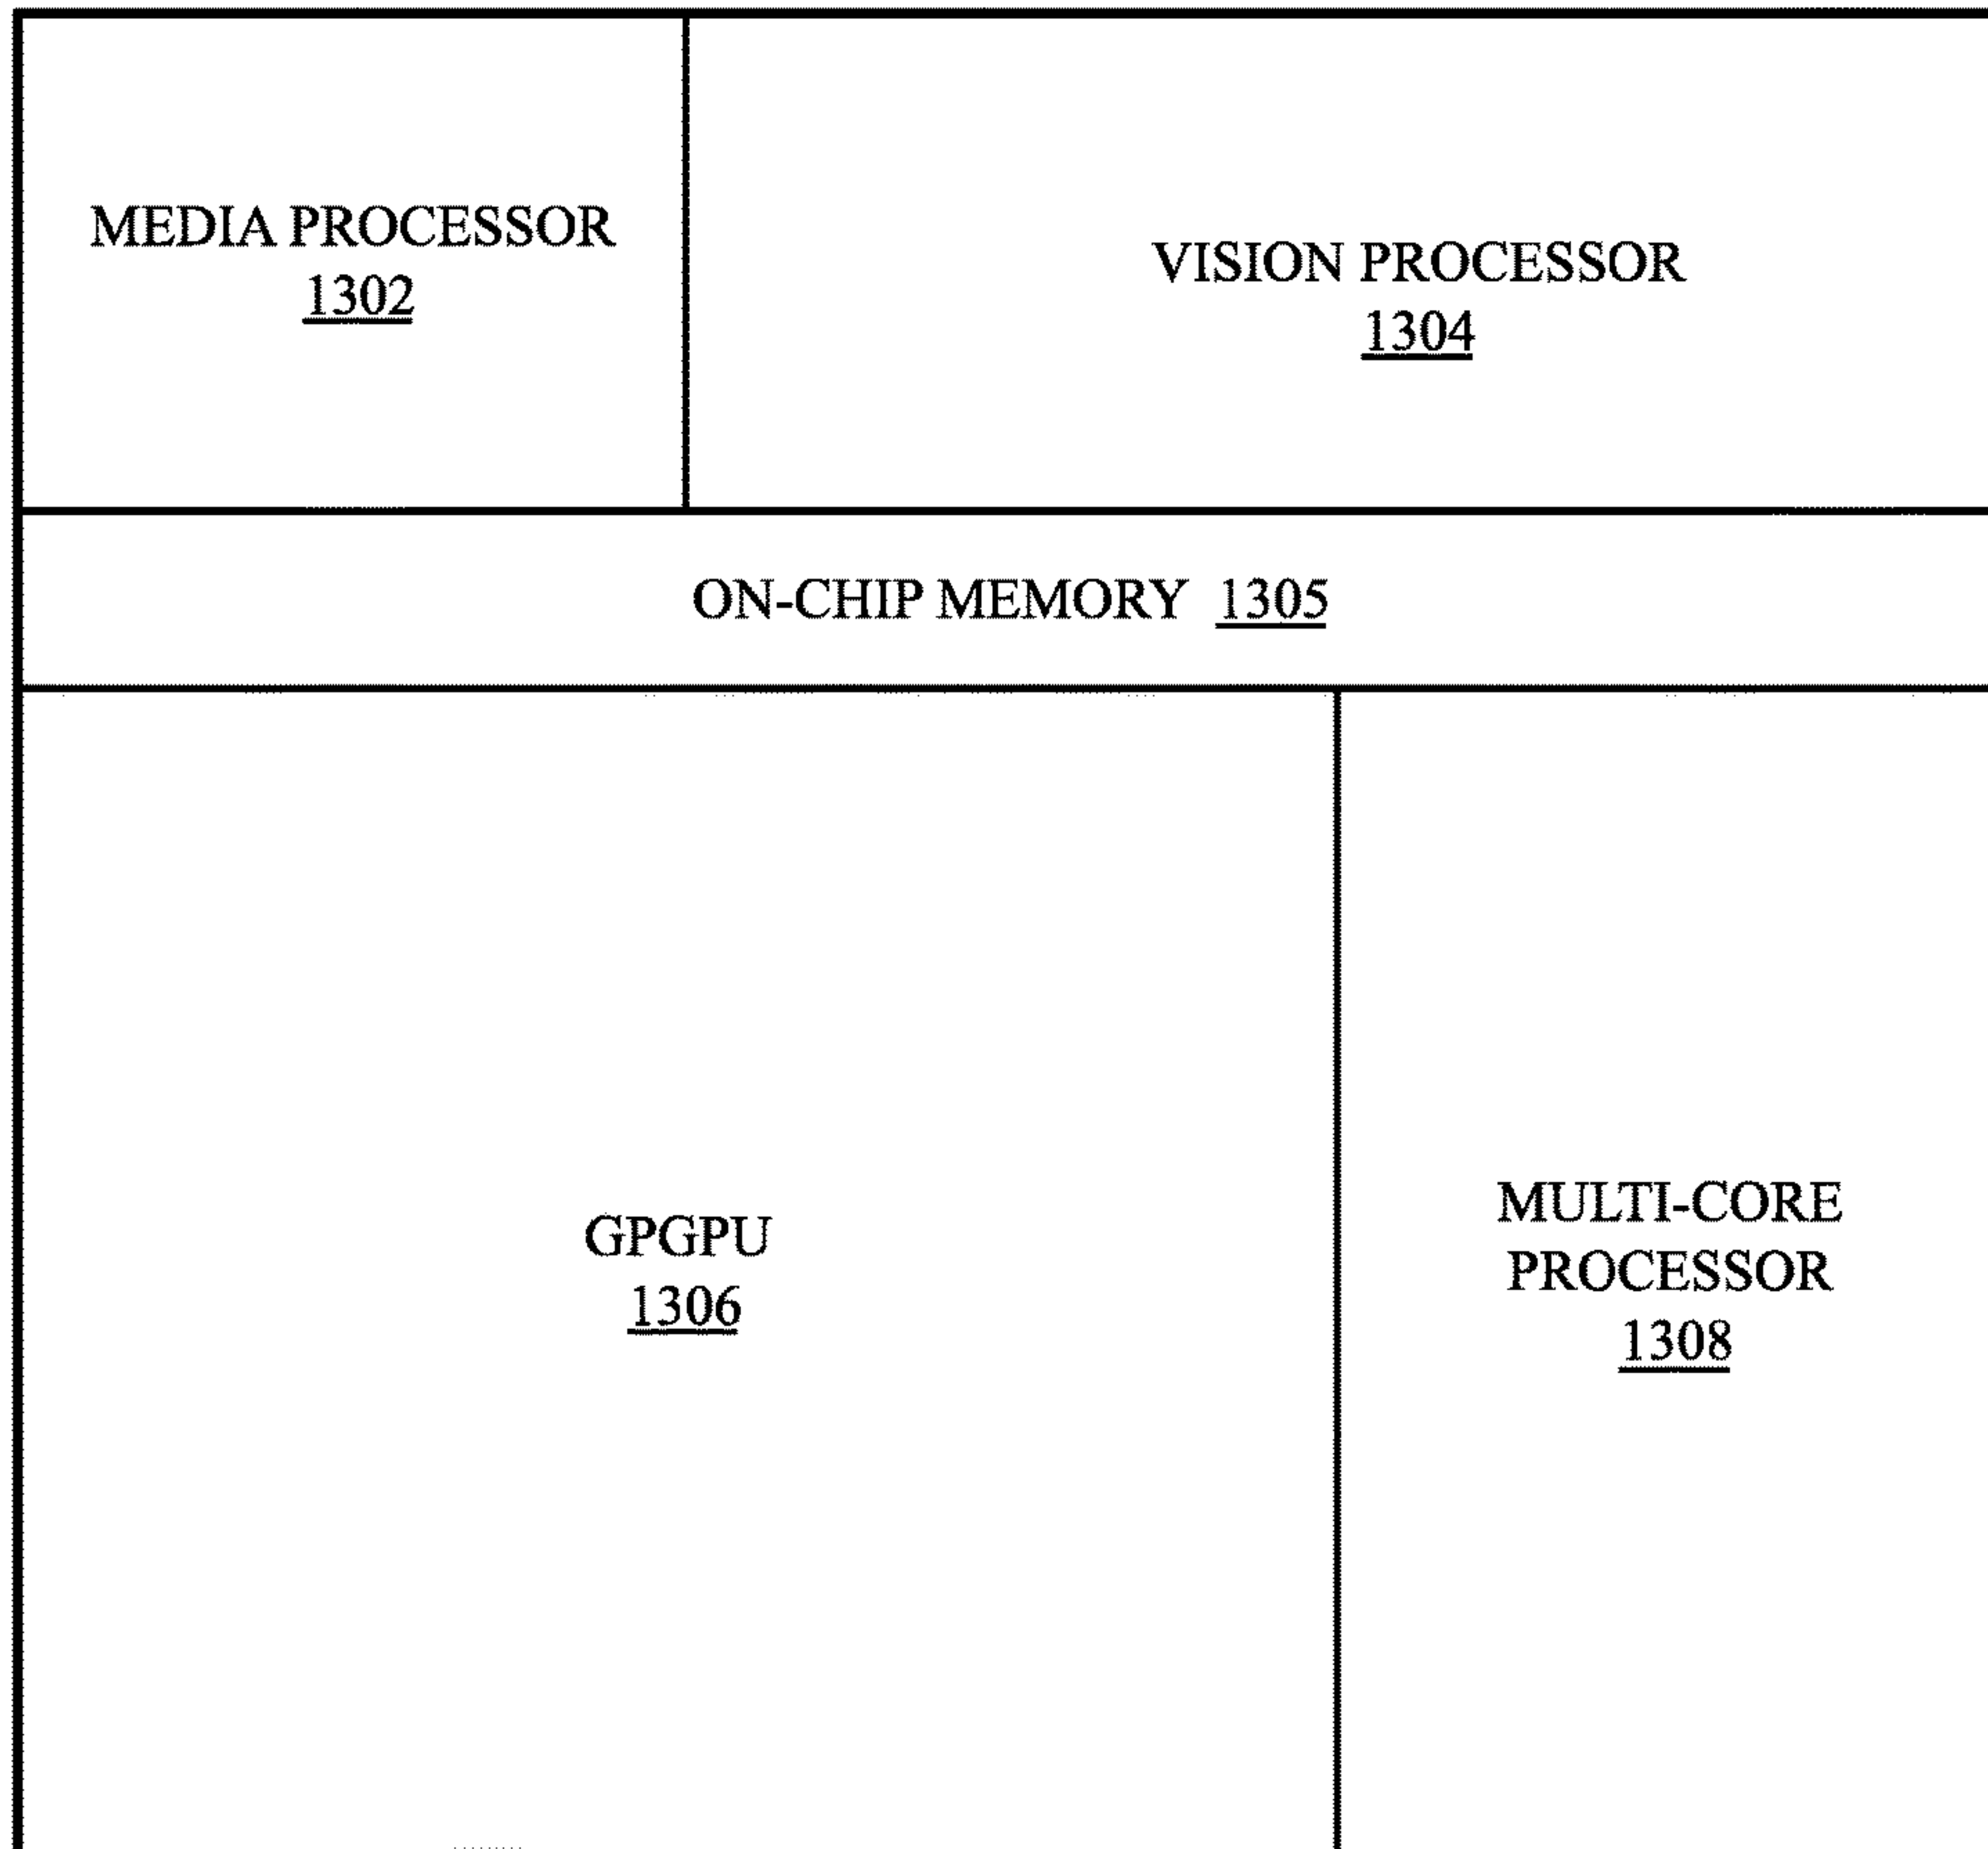 MEDIA PROCESSOR
1302
VISION PROCESSOR
1304
ON-CHIP MEMORY 1305
GPGPU
1306
MULTI-CORE
PROCESSOR
1308